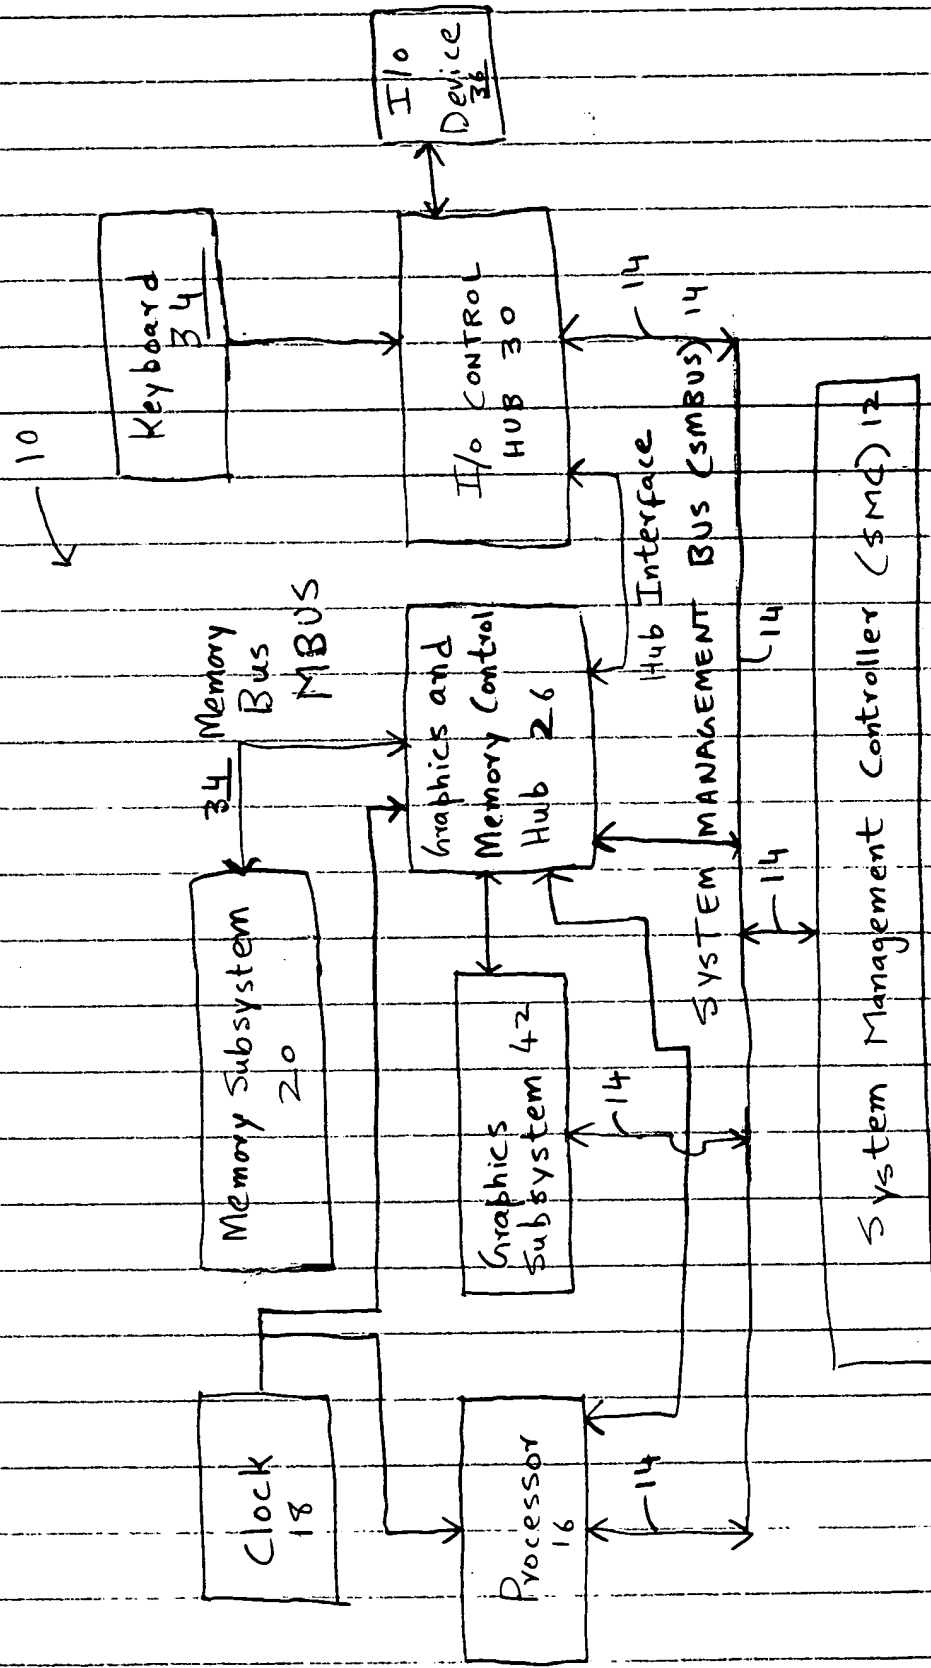 10
Keyboard
34
I/o
Device
36
Memory
Bus
MBUS
34
Memory Subsystem
20
Clock
18
I/o CONTROL
HUB 30
Graphics and
Memory Control
Hub 26
Graphics
Subsystem 42
Processor
16
Hub Interface
14
14
14
14
SYSTEM MANAGEMENT BUS (SMBUS) 14
14
14
System Management Controller (SMC) 12